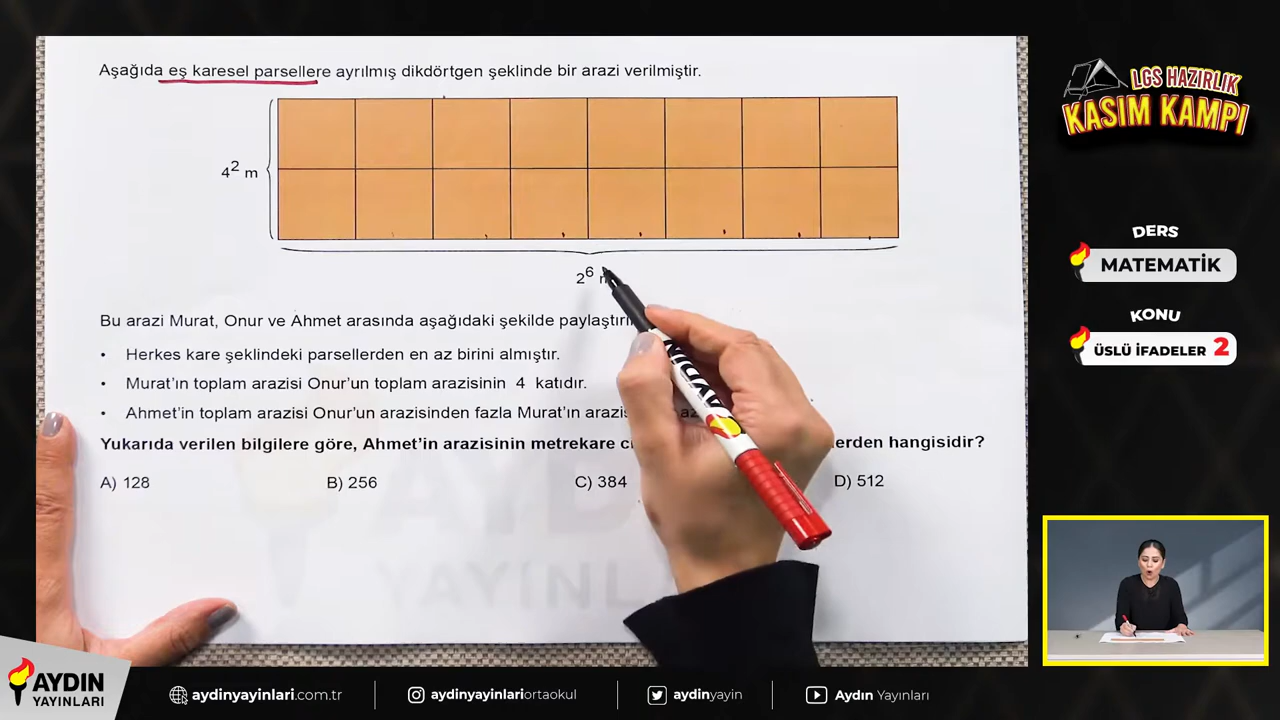 Aşağıda eş karesel parsellere ayrılmış dikdörtgen şeklinde bir arazi verilmiştir.
4² m
2⁶
Bu arazi Murat, Onur ve Ahmet arasında aşağıdaki şekilde
• Herkes kare şeklindeki parsellerden en az birini almıştır.
• Murat'ın toplam arazisi Onur'un toplam arazisinin 4 katıdır.
• Ahmet'in toplam arazisi Onur'un arazisinden fazla Murat'ın
Yukarıda verilen bilgilere göre, Ahmet'in arazisinin metrekare hangisidir?
A) 128 B) 256 C) 384 D) 512
AYDIN
YAYINL
AYDIN
LGS HAZIRLIK
KASIM KAMPI
DERS
MATEMATİK
KONU
ÜSLÜ İFADELER 2
AYDIN
YAYINLARI
aydinyayinlari.com.tr
aydinyayinlariortaokul
aydinyayin
Aydın Yayınları